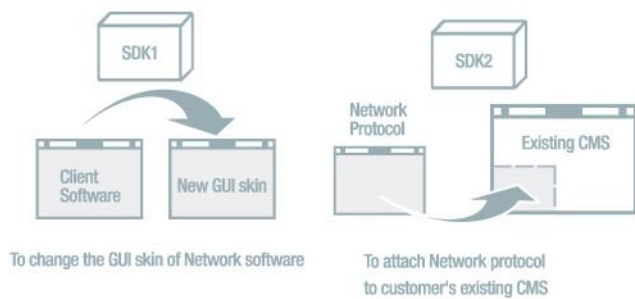 SDK1
Client
Software
New GUI skin
To change the GUI skin of Network software
SDK2
Network
Protocol
Existing CMS
To attach Network protocol
to customer's existing CMS